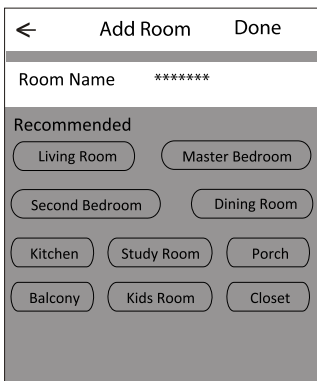 Add Room Done
Room Name *******
Recommended
Living Room Master Bedroom
Second Bedroom Dining Room
Kitchen Study Room Porch
Balcony Kids Room Closet